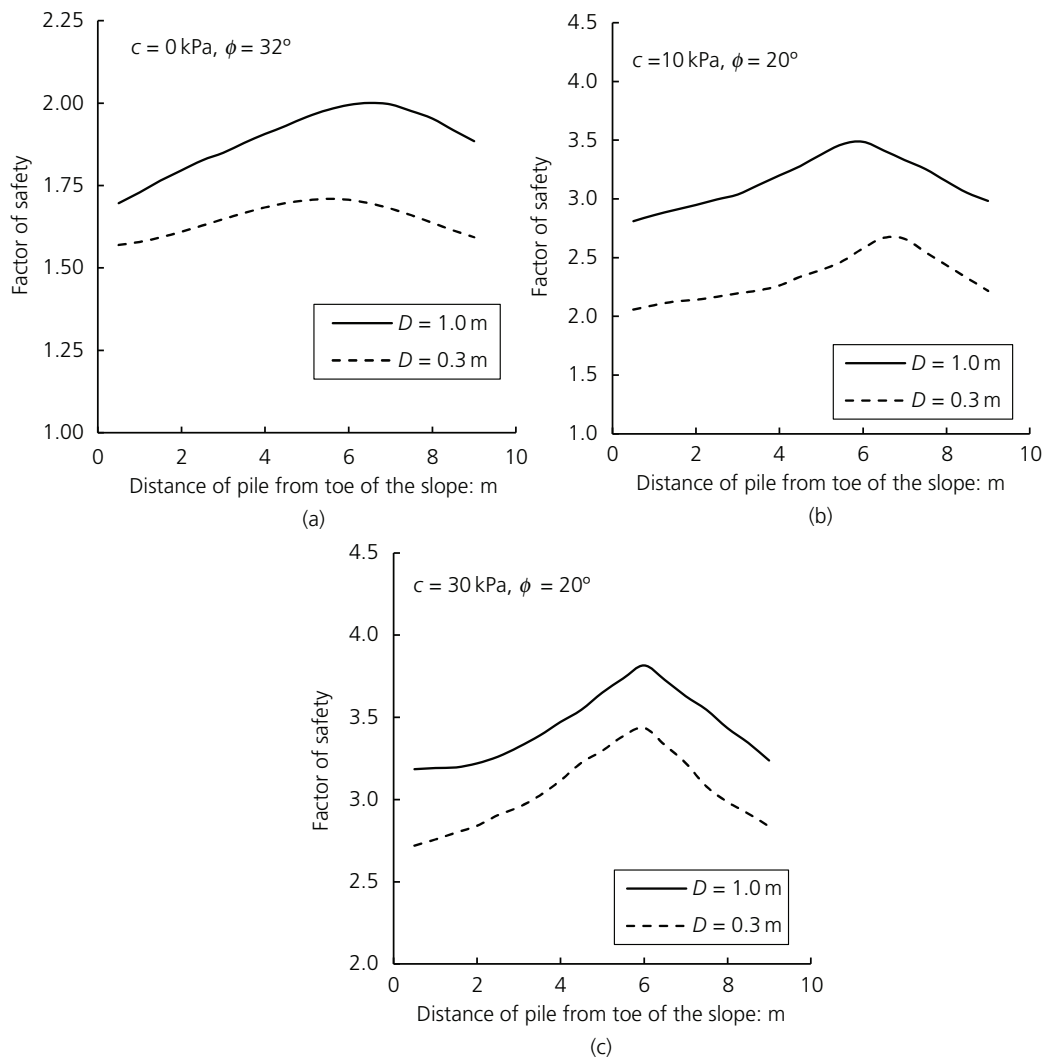 2.25
2.00
1.75
1.50
1.25
1.00
Factor of safety
c = 0 kPa, ϕ = 32º
D = 1.0 m
D = 0.3 m
0 2 4 6 8 10
Distance of pile from toe of the slope: m
(a)
4.5
4.0
3.5
3.0
2.5
2.0
1.5
1.0
Factor of safety
c =10 kPa, ϕ = 20º
D = 1.0 m
D = 0.3 m
0 2 4 6 8 10
Distance of pile from toe of the slope: m
(b)
4.5
4.0
3.5
3.0
2.5
2.0
Factor of safety
c = 30 kPa, ϕ = 20º
D = 1.0 m
D = 0.3 m
0 2 4 6 8 10
Distance of pile from toe of the slope: m
(c)